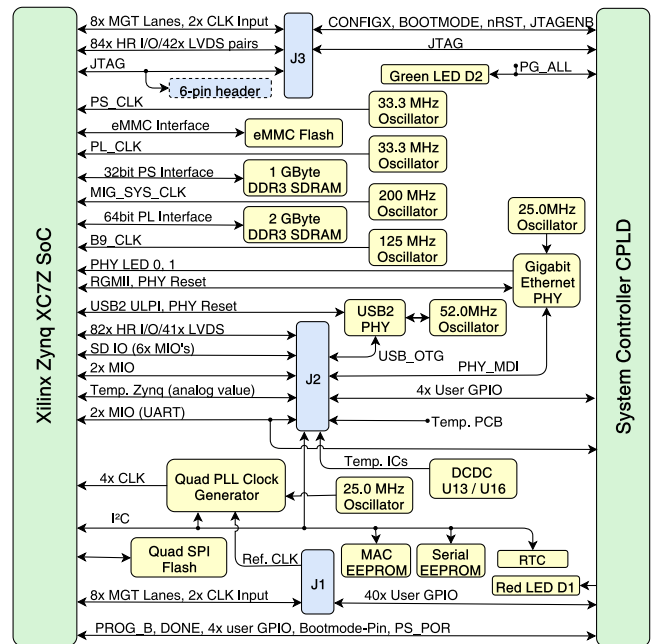 8x MGT Lanes, 2x CLK Input
CONFIGX, BOOTMODE, nRST, JTAGENB
84x HR I/O/42x LVDS pairs
J3
JTAG
JTAG
6-pin header
Green LED D2
PG_ALL
PS_CLK
33.3 MHz
Oscillator
eMMC Interface
eMMC Flash
PL_CLK
33.3 MHz
Oscillator
32bit PS Interface
1 GByte
DDR3 SDRAM
MIG_SYS_CLK
200 MHz
Oscillator
25.0MHz
Oscillator
64bit PL Interface
2 GByte
DDR3 SDRAM
B9_CLK
125 MHz
Oscillator
PHY LED 0, 1
RGMII, PHY Reset
Gigabit
Ethernet
PHY
USB2 ULPI, PHY Reset
USB2
PHY
52.0MHz
Oscillator
82x HR I/O/41x LVDS
SD IO (6x MIO's)
USB_OTG
PHY_MDI
2x MIO
J2
Temp. Zynq (analog value)
4x User GPIO
2x MIO (UART)
Temp. PCB
Temp. ICs
DCDC
U13 / U16
4x CLK
Quad PLL Clock
Generator
25.0 MHz
Oscillator
I²C
Quad SPI
Flash
Ref. CLK
MAC
EEPROM
Serial
EEPROM
RTC
J1
Red LED D1
8x MGT Lanes, 2x CLK Input
40x User GPIO
PROG_B, DONE, 4x user GPIO, Bootmode-Pin, PS_POR
Xilinx Zynq XC7Z SoC
System Controller CPLD